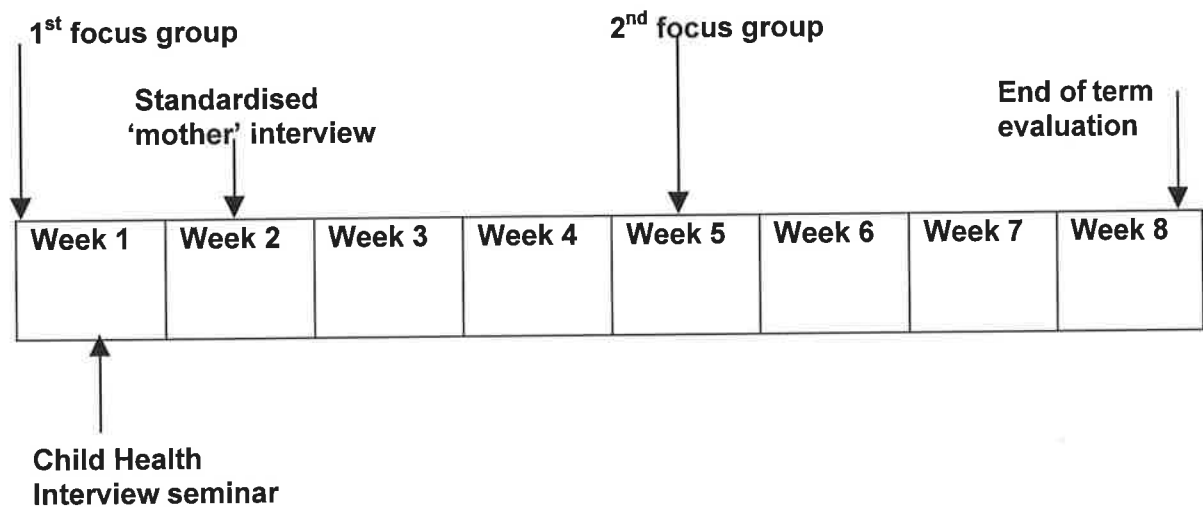 1st focus group
2nd focus group
Standardised
‘mother’ interview
End of term
evaluation
Week 1
Week 2
Week 3
Week 4
Week 5
Week 6
Week 7
Week 8
Child Health
Interview seminar